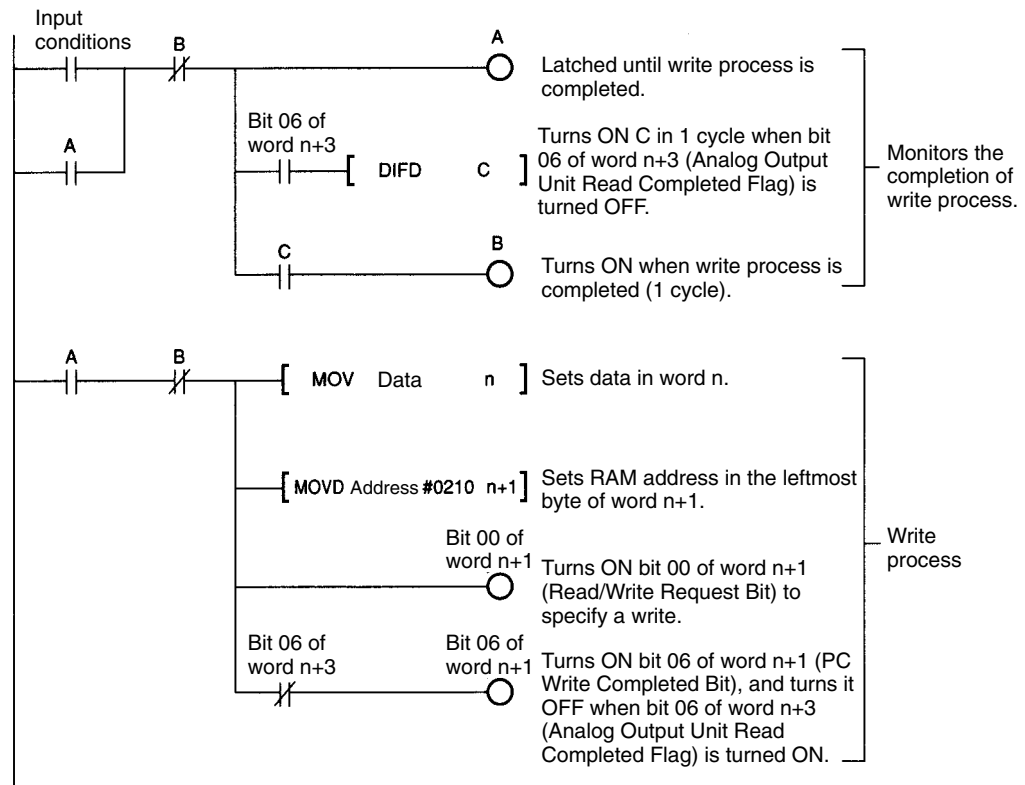 Input
conditions
B
A
Latched until write process is
completed.
A
Bit 06 of
word n+3
DIFD C
Turns ON C in 1 cycle when bit
06 of word n+3 (Analog Output
Unit Read Completed Flag) is
turned OFF.
Monitors the
completion of
write process.
C
B
Turns ON when write process is
completed (1 cycle).
A
B
MOV Data n
Sets data in word n.
MOVD Address #0210 n+1
Sets RAM address in the leftmost
byte of word n+1.
Bit 00 of
word n+1
Turns ON bit 00 of word n+1
(Read/Write Request Bit) to
specify a write.
Write
process
Bit 06 of
word n+3
Bit 06 of
word n+1
Turns ON bit 06 of word n+1 (PC
Write Completed Bit), and turns it
OFF when bit 06 of word n+3
(Analog Output Unit Read
Completed Flag) is turned ON.